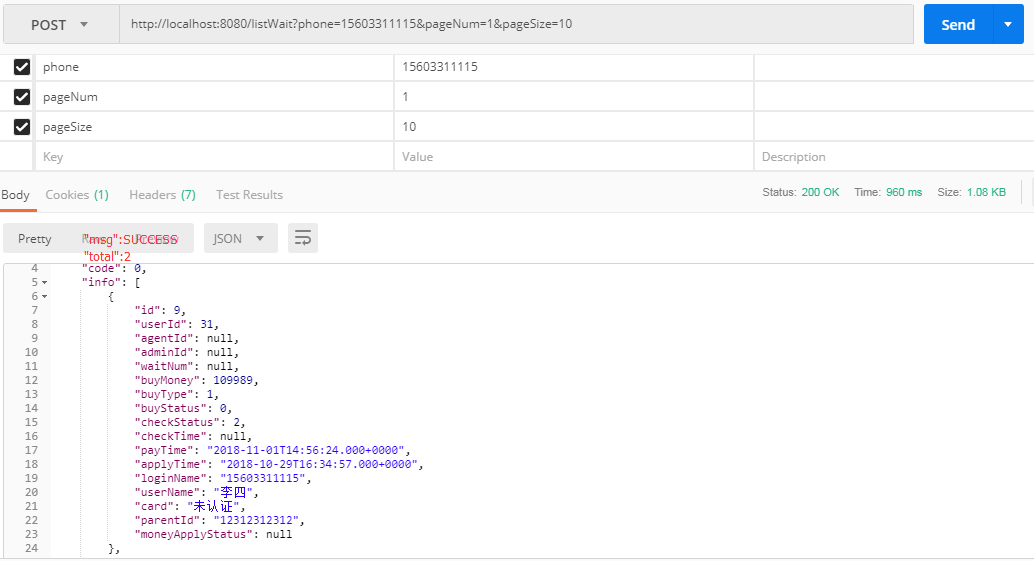 POST http://localhost:8080/listWait?phone=15603311115&pageNum=1&pageSize=10 Send
phone 15603311115
pageNum 1
pageSize 10
Key Value Description
Body Cookies (1) Headers (7) Test Results Status: 200 OK Time: 960 ms Size: 1.08 KB
Pretty Raw Preview JSON
"msg":SUCCESS
"total":2
4 "code": 0,
5 "info": [
6 {
7 "id": 9,
8 "userId": 31,
9 "agentId": null,
10 "adminId": null,
11 "waitNum": null,
12 "buyMoney": 109989,
13 "buyType": 1,
14 "buyStatus": 0,
15 "checkStatus": 2,
16 "checkTime": null,
17 "payTime": "2018-11-01T14:56:24.000+0000",
18 "applyTime": "2018-10-29T16:34:57.000+0000",
19 "loginName": "15603311115",
20 "userName": "李四",
21 "card": "未认证",
22 "parentId": "12312312312",
23 "moneyApplyStatus": null
24 },